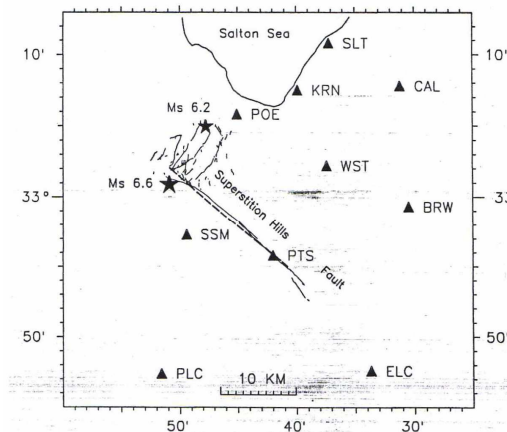 Salton Sea
10' SLT 10'
KRN CAL
Ms 6.2 POE
WST
Ms 6.6 Superstition Hills Fault
33° 33°
BRW
SSM
PTS
50' 50'
PLC ELC
10 KM
50' 40' 30'